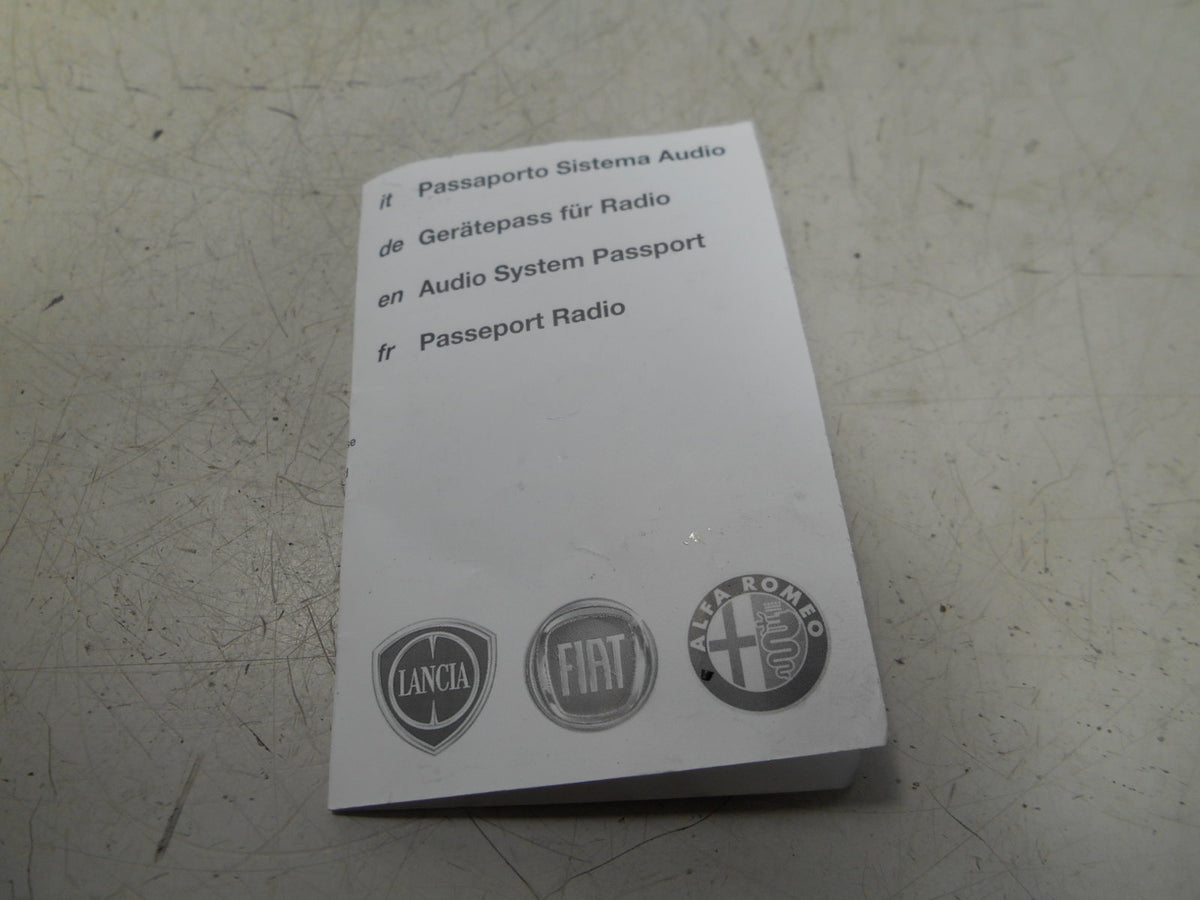 it Passaporto Sistema Audio
de Gerätepass für Radio
en Audio System Passport
fr Passeport Radio
se
LANCIA
FIAT
ALFA ROMEO